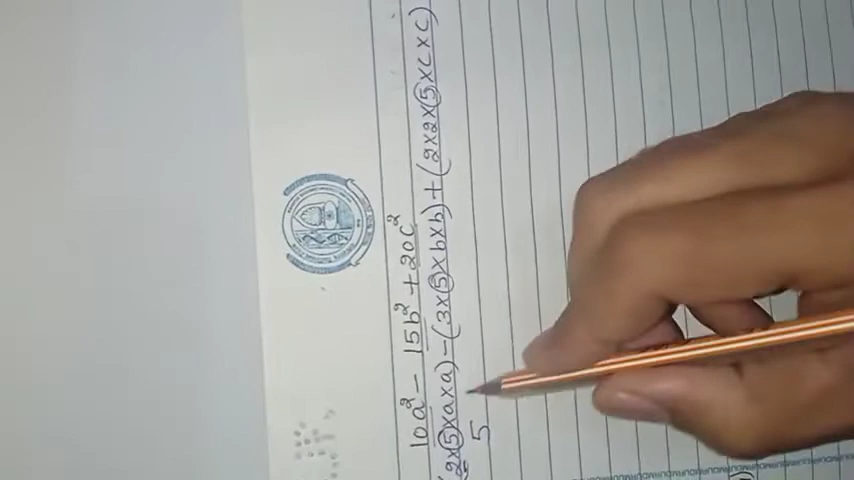 10a² - 15b² + 20c²
(2×5×a×a) - (3×5×b×b) + (2×2×5×c×c)
5